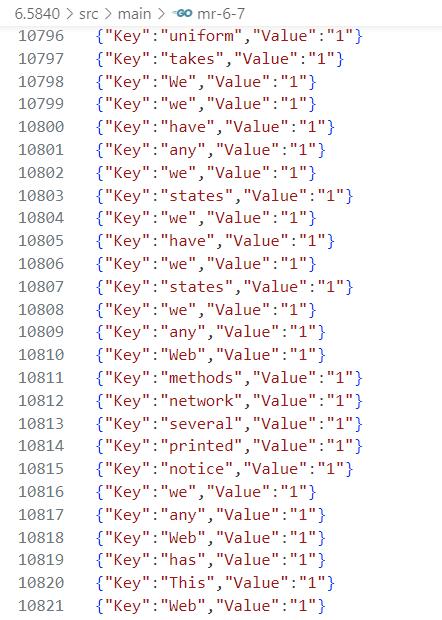 6.5840 > src > main > GO mr-6-7
10796 {"Key":"uniform","Value":"1"}
10797 {"Key":"takes","Value":"1"}
10798 {"Key":"We","Value":"1"}
10799 {"Key":"we","Value":"1"}
10800 {"Key":"have","Value":"1"}
10801 {"Key":"any","Value":"1"}
10802 {"Key":"we","Value":"1"}
10803 {"Key":"states","Value":"1"}
10804 {"Key":"we","Value":"1"}
10805 {"Key":"have","Value":"1"}
10806 {"Key":"we","Value":"1"}
10807 {"Key":"states","Value":"1"}
10808 {"Key":"we","Value":"1"}
10809 {"Key":"any","Value":"1"}
10810 {"Key":"Web","Value":"1"}
10811 {"Key":"methods","Value":"1"}
10812 {"Key":"network","Value":"1"}
10813 {"Key":"several","Value":"1"}
10814 {"Key":"printed","Value":"1"}
10815 {"Key":"notice","Value":"1"}
10816 {"Key":"we","Value":"1"}
10817 {"Key":"any","Value":"1"}
10818 {"Key":"Web","Value":"1"}
10819 {"Key":"has","Value":"1"}
10820 {"Key":"This","Value":"1"}
10821 {"Key":"Web","Value":"1"}